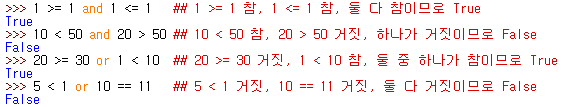 >>> 1 >= 1 and 1 <= 1   ## 1 >= 1 참, 1 <= 1 참, 둘 다 참이므로 True
True
>>> 10 < 50 and 20 > 50 ## 10 < 50 참, 20 > 50 거짓, 하나가 거짓이므로 False
False
>>> 20 >= 30 or 1 < 10  ## 20 >= 30 거짓, 1 < 10 참, 둘 중 하나가 참이므로 True
True
>>> 5 < 1 or 10 == 11   ## 5 < 1 거짓, 10 == 11 거짓, 둘 다 거짓이므로 False
False